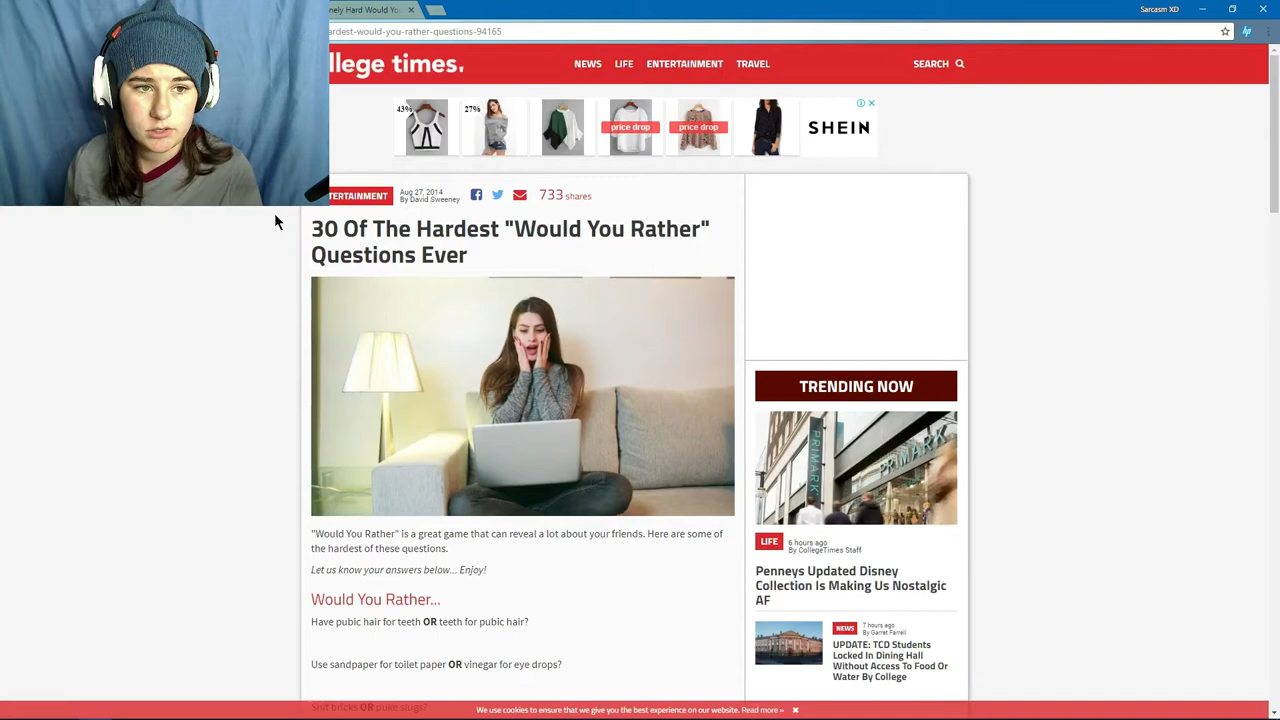 nely Hard Would Yo
Sarcasm XD
ardest-would-you-rather-questions-94165
llege times.
NEWS LIFE ENTERTAINMENT TRAVEL
SEARCH
43%
27%
price drop
price drop
SHEIN
TERTAINMENT
Aug 27, 2014
By David Sweeney
733 shares
30 Of The Hardest "Would You Rather"
Questions Ever
TRENDING NOW
PRIMARK
PRIMARK
LIFE
6 hours ago
By CollegeTimes Staff
Penneys Updated Disney
Collection Is Making Us Nostalgic
AF
NEWS
7 hours ago
By Garret Farrell
UPDATE: TCD Students
Locked In Dining Hall
Without Access To Food Or
Water By College
"Would You Rather" is a great game that can reveal a lot about your friends. Here are some of
the hardest of these questions.
Let us know your answers below... Enjoy!
Would You Rather...
Have pubic hair for teeth OR teeth for pubic hair?
Use sandpaper for toilet paper OR vinegar for eye drops?
Shit bricks OR puke slugs?
We use cookies to ensure that we give you the best experience on our website. Read more »